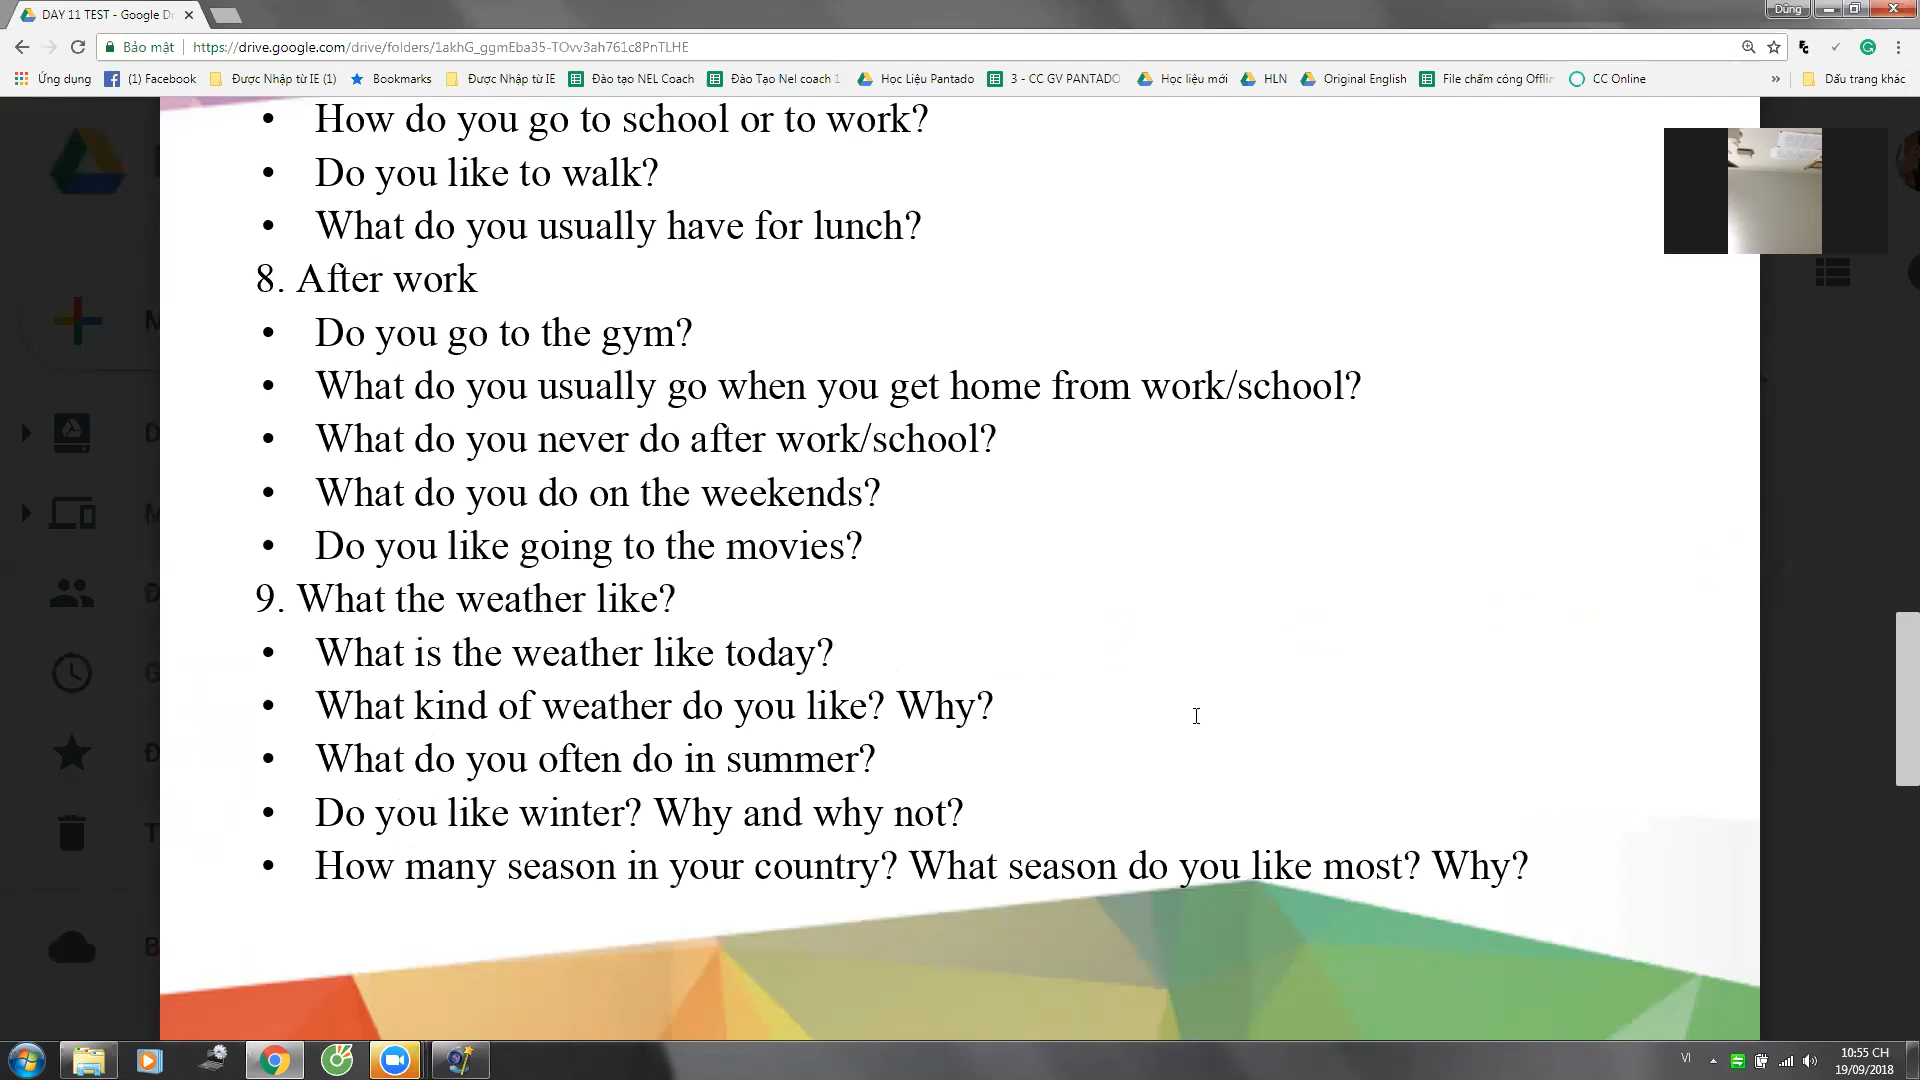 DAY 11 TEST - Google Dr
Dũng
Bảo mật
https://drive.google.com/drive/folders/1akhG_ggmEba35-TOvv3ah761c8PnTLHE
Ứng dụng (1) Facebook Được Nhập từ IE (1) Bookmarks Được Nhập từ IE Đào tạo NEL Coach Đào Tạo Nel coach 1 Học Liệu Pantado 3 - CC GV PANTADO Học liệu mới HLN Original English File chấm công Offlin CC Online » Dấu trang khác
• How do you go to school or to work?
• Do you like to walk?
• What do you usually have for lunch?
8. After work
• Do you go to the gym?
• What do you usually go when you get home from work/school?
• What do you never do after work/school?
• What do you do on the weekends?
• Do you like going to the movies?
9. What the weather like?
• What is the weather like today?
• What kind of weather do you like? Why?
• What do you often do in summer?
• Do you like winter? Why and why not?
• How many season in your country? What season do you like most? Why?
VI
10:55 CH
19/09/2018